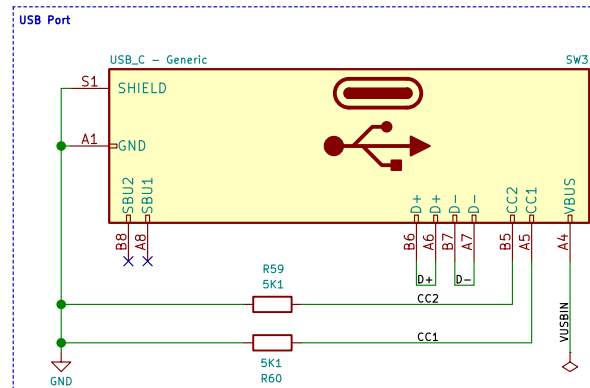 USB Port
USB_C - Generic
SW3
S1
SHIELD
A1
GND
SBU2
SBU1
D+
D+
D-
D-
CC2
CC1
VBUS
B8
A8
B6
A6
B7
A7
B5
A5
A4
D+
D-
R59
5K1
CC2
VUSBIN
CC1
5K1
R60
GND